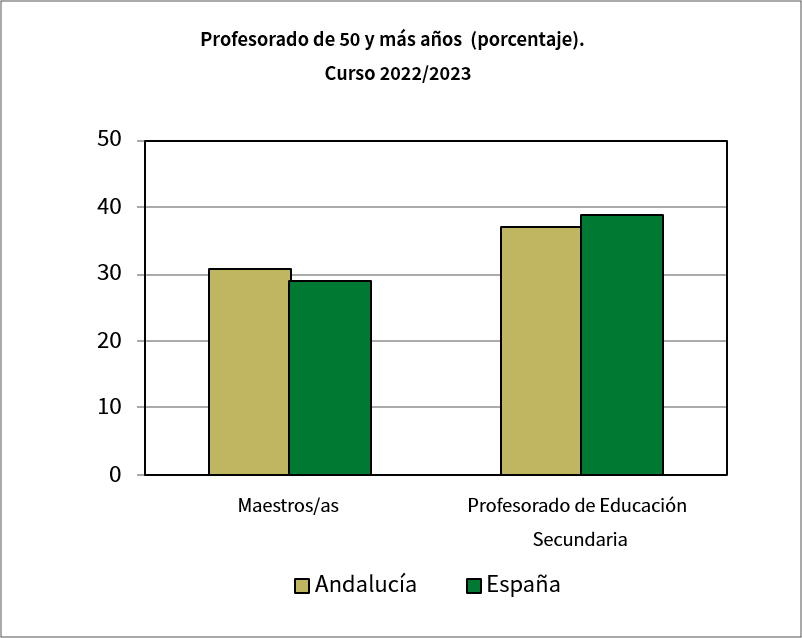 Profesorado de 50 y más años  (porcentaje).
Curso 2022/2023
50
40
30
20
10
0
Maestros/as
Profesorado de Educación
Secundaria
Andalucía
España